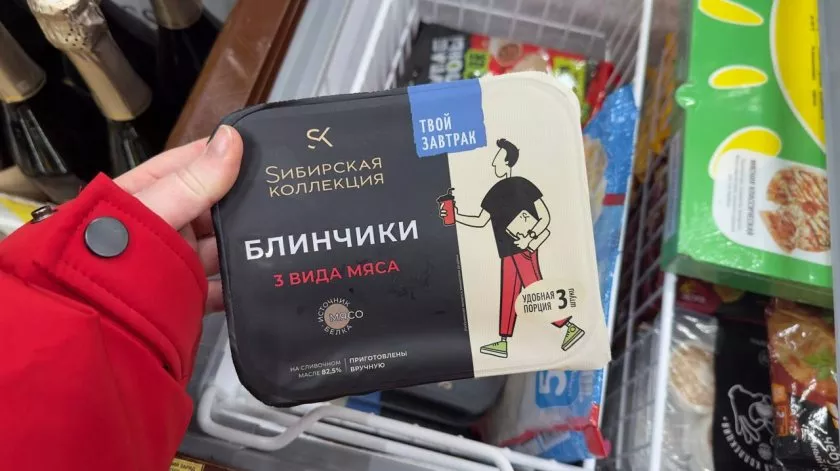 SK
SИБИРСКАЯ
КОЛЛЕКЦИЯ
ТВОЙ
ЗАВТРАК
БЛИНЧИКИ
3 ВИДА МЯСА
ИСТОЧНИК
МЯСО
БЕЛКА
НА СЛИВОЧНОМ
МАСЛЕ 82,5%
ПРИГОТОВЛЕНЫ
ВРУЧНУЮ
УДОБНАЯ
ПОРЦИЯ
3
ШТУКИ